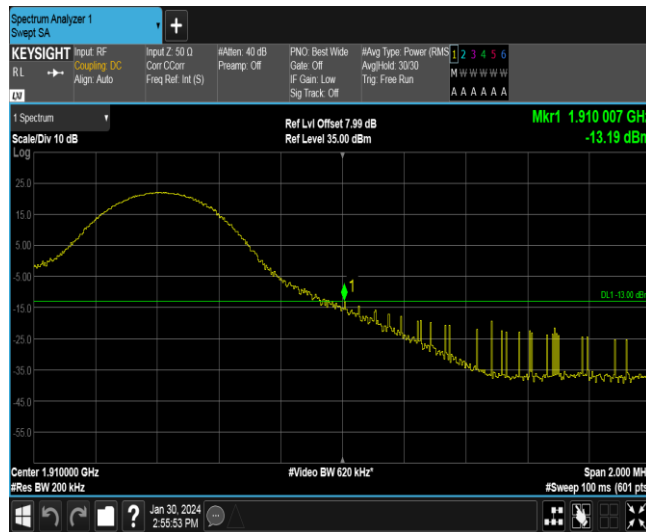 Spectrum Analyzer 1
Swept SA
KEYSIGHT
RL
LXI
Input: RF
Coupling: DC
Align: Auto
Input Z: 50 Ω
Corr CCorr
Freq Ref: Int (S)
#Atten: 40 dB
Preamp: Off
PNO: Best Wide
Gate: Off
IF Gain: Low
Sig Track: Off
#Avg Type: Power (RMS
Avg|Hold: 30/30
Trig: Free Run
1 2 3 4 5 6
M W W W W W
A A A A A A
1 Spectrum
Scale/Div 10 dB
Ref Lvl Offset 7.99 dB
Ref Level 35.00 dBm
Mkr1 1.910 007 GHz
-13.19 dBm
Log
25.0
15.0
5.00
1
DL1 -13.00 dBm
-5.00
-15.0
-25.0
-35.0
-45.0
-55.0
Center 1.910000 GHz
#Res BW 200 kHz
#Video BW 620 kHz*
Span 2.000 MH
#Sweep 100 ms (601 pts
?
Jan 30, 2024
2:55:53 PM